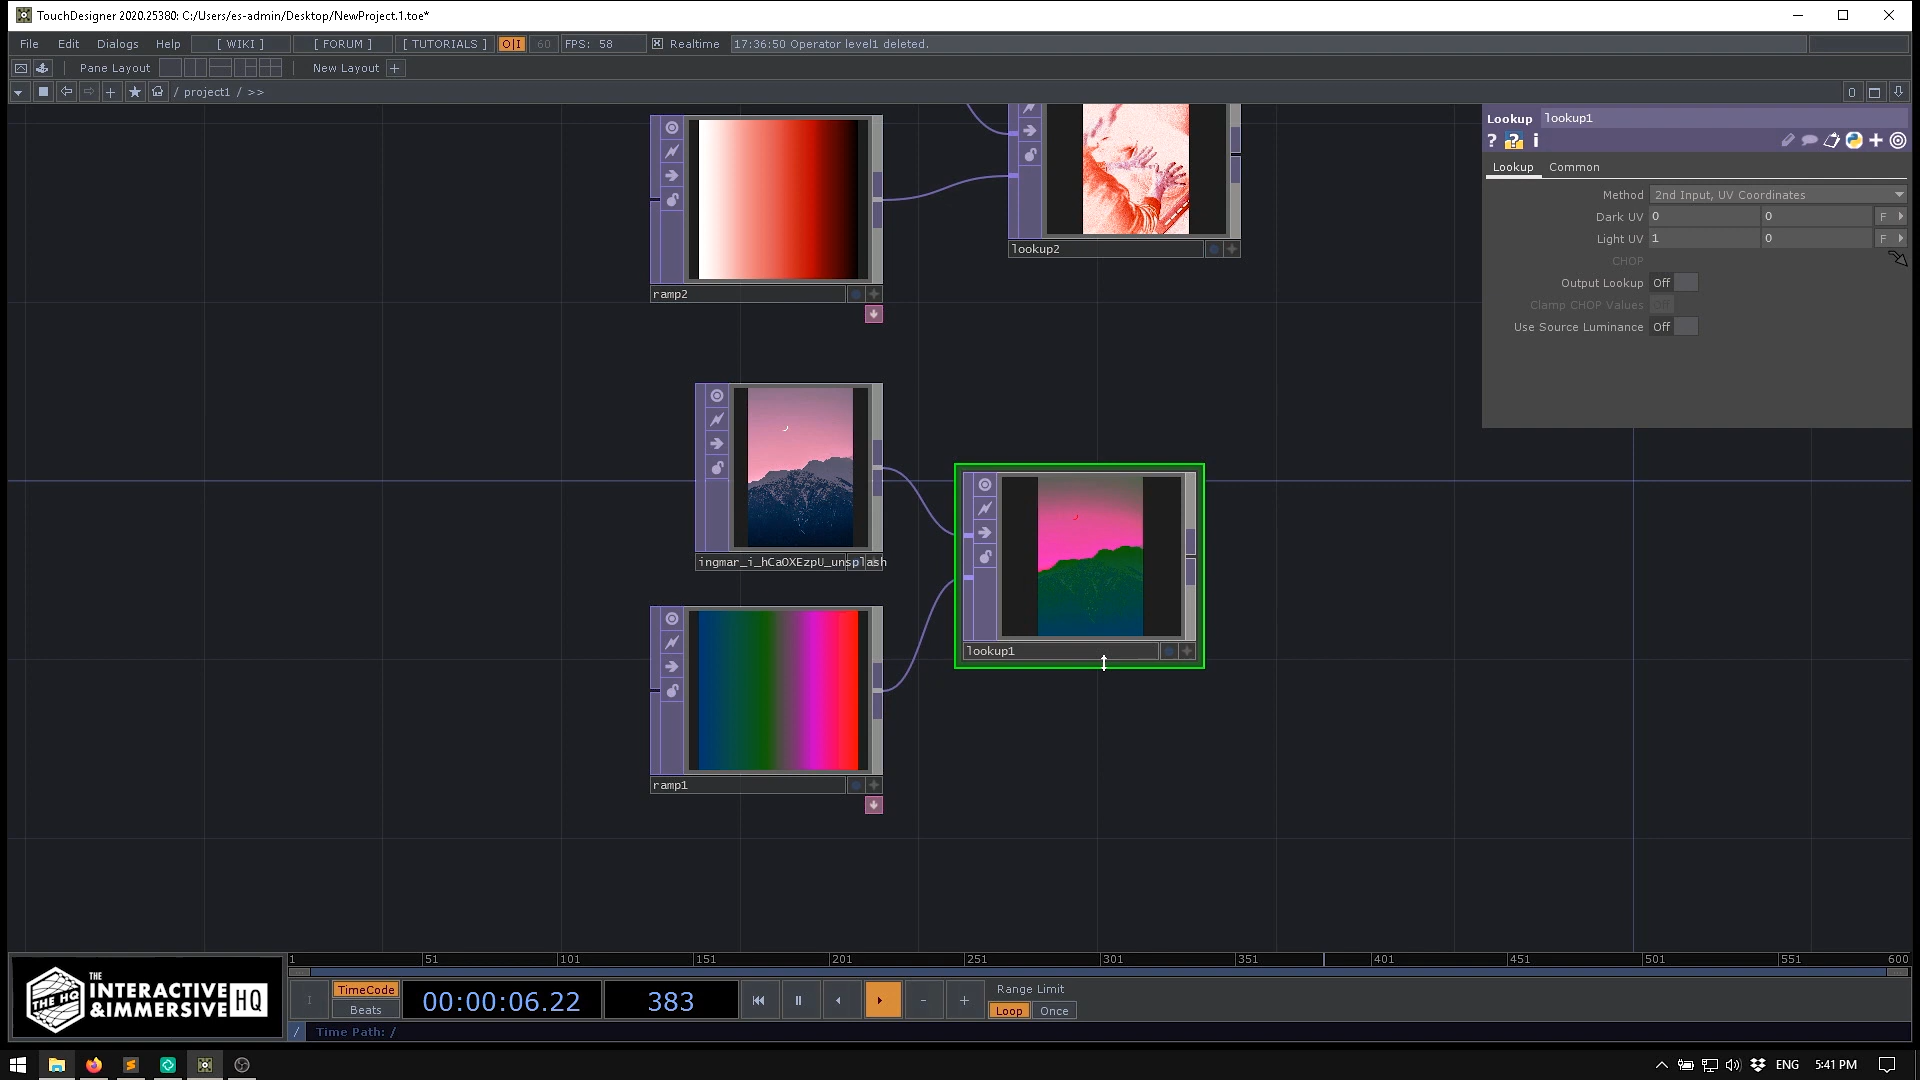 TouchDesigner 2020.25380: C:/Users/es-admin/Desktop/NewProject.1.toe*
File Edit Dialogs Help [ WIKI ] [ FORUM ] [ TUTORIALS ] O|I 60 FPS: 58 Realtime 17:36:50 Operator level1 deleted.
Pane Layout New Layout +
/ project1 / >> 0
Lookup lookup1
? ? i
Lookup Common
Method 2nd Input, UV Coordinates
Dark UV 0 0 F
Light UV 1 0 F
CHOP
Output Lookup Off
Clamp CHOP Values Off
Use Source Luminance Off
lookup2
ramp2
ingmar_i_hCaOXEzpU_unsplash
lookup1
ramp1
1 51 101 151 201 251 301 351 401 451 501 551 600
THE HQ
THE
INTERACTIVE
&IMMERSIVE HQ
I TimeCode
Beats
00:00:06.22 383 - +
Range Limit
Loop Once
/ Time Path: /
ENG 5:41 PM